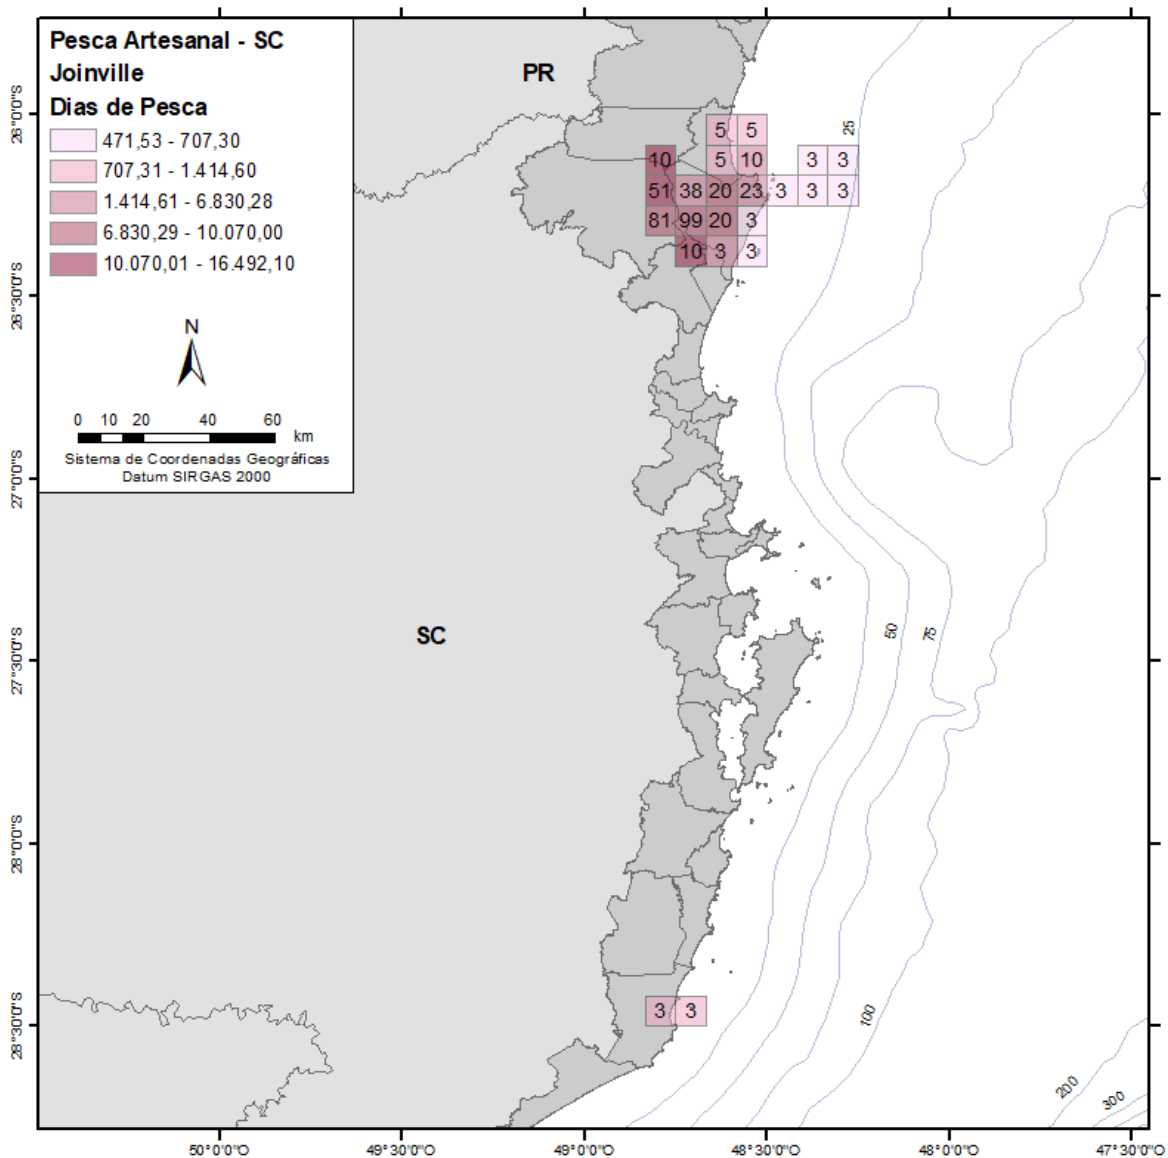 Pesca Artesanal - SC
Joinville
Dias de Pesca
471,53 - 707,30
707,31 - 1.414,60
1.414,61 - 6.830,28
6.830,29 - 10.070,00
10.070,01 - 16.492,10
N
0 10 20 40 60
km
Sistema de Coordenadas Geográficas
Datum SIRGAS 2000
PR
SC
5 5
10 5 10 3 3
51 38 20 23 3 3 3
81 99 20 3
10 3 3
3 3
25
50
75
100
200
300
26°0'0"S
26°30'0"S
27°0'0"S
27°30'0"S
28°0'0"S
28°30'0"S
50°0'0"O
49°30'0"O
49°0'0"O
48°30'0"O
48°0'0"O
47°30'0"O